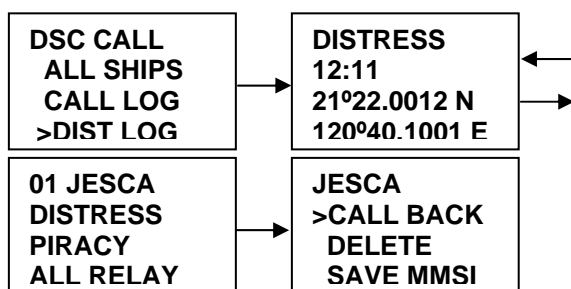 DSC CALL
ALL SHIPS
CALL LOG
>DIST LOG
DISTRESS
12:11
21º22.0012 N
120º40.1001 E
01 JESCA
DISTRESS
PIRACY
ALL RELAY
JESCA
>CALL BACK
DELETE
SAVE MMSI